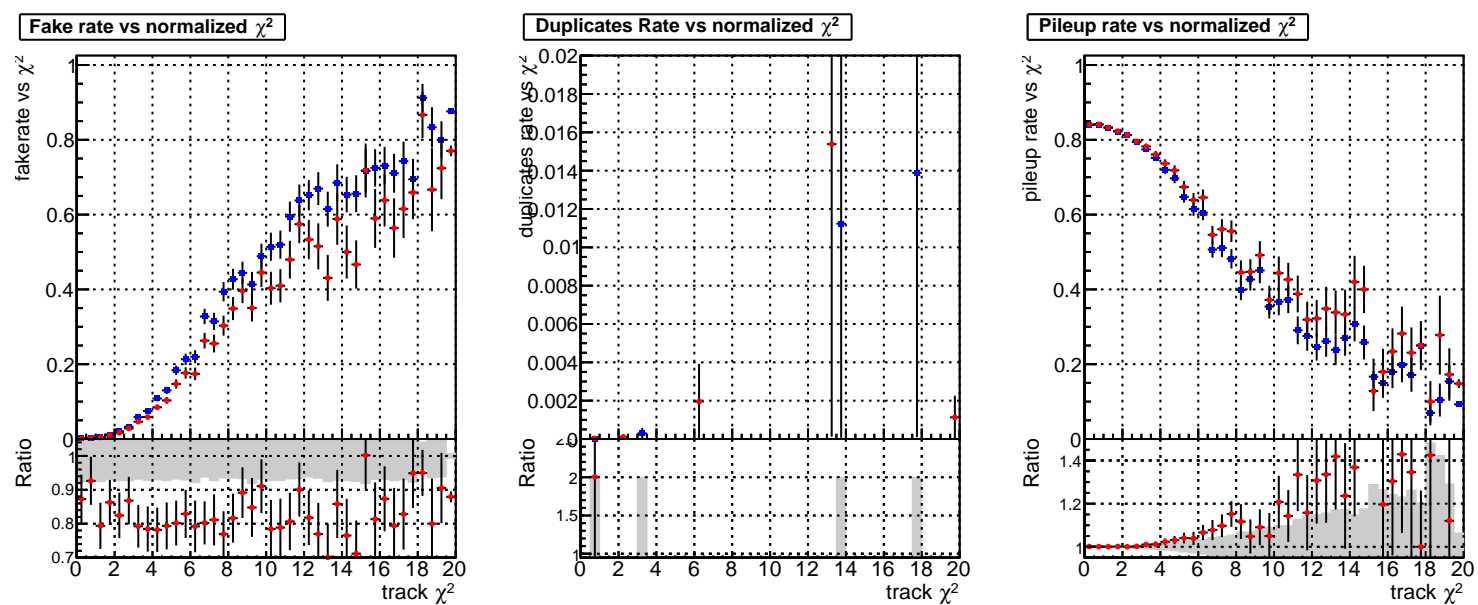 Fake rate vs normalized χ²
fakerate vs χ²
1
0.8
0.6
0.4
0.2
0
Ratio
1
0.9
0.8
0.7
0 2 4 6 8 10 12 14 16 18 20
track χ²
Duplicates Rate vs normalized χ²
duplicates rate vs χ²
0.02
0.018
0.016
0.014
0.012
0.01
0.008
0.006
0.004
0.002
0
Ratio
2
1.5
1
0 2 4 6 8 10 12 14 16 18 20
track χ²
Pileup rate vs normalized χ²
pileup rate vs χ²
1
0.8
0.6
0.4
0.2
0
Ratio
1.4
1.2
1
0 2 4 6 8 10 12 14 16 18 20
track χ²